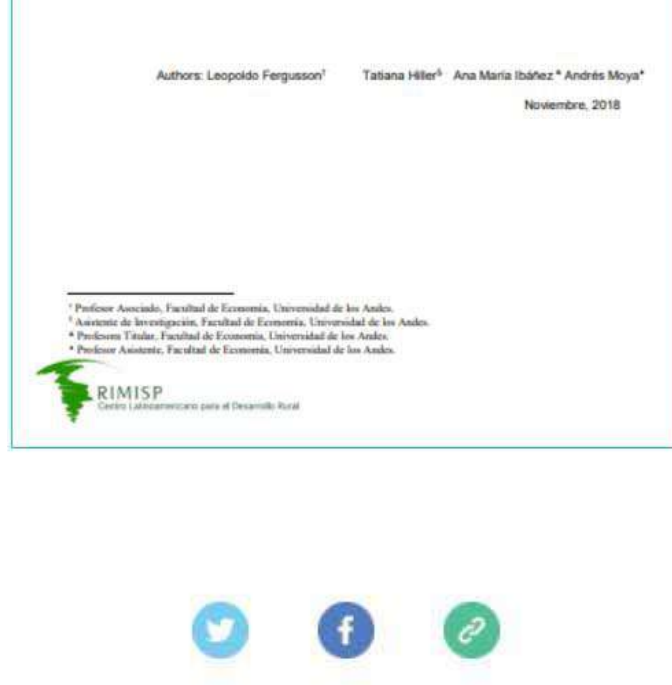 Authors: Leopoldo Fergusson† Tatiana Hiller§ Ana María Ibáñez * Andrés Moya*
Noviembre, 2018
† Profesor Asociado, Facultad de Economía, Universidad de los Andes.
§ Asistente de Investigación, Facultad de Economía, Universidad de los Andes.
* Profesora Titular, Facultad de Economía, Universidad de los Andes.
* Profesor Asistente, Facultad de Economía, Universidad de los Andes.
RIMISP
Centro Latinoamericano para el Desarrollo Rural